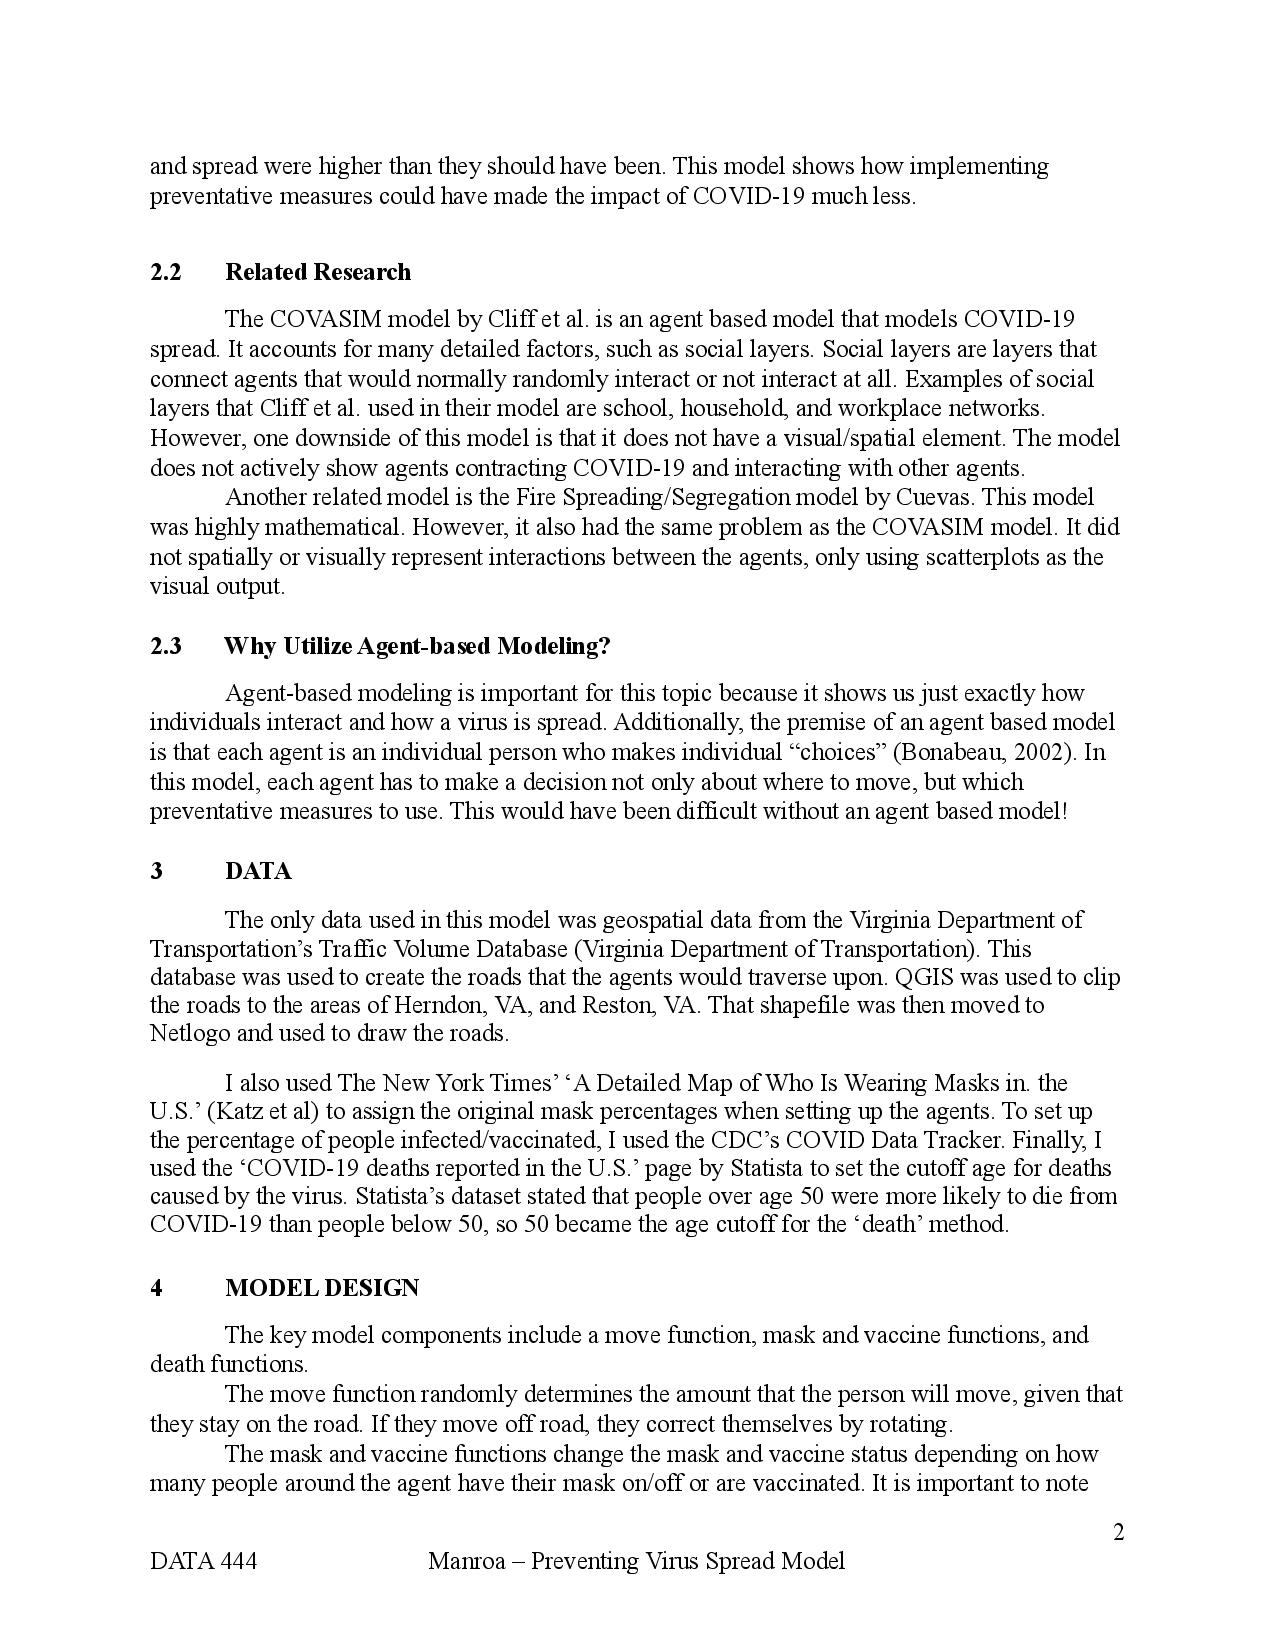 and spread were higher than they should have been. This model shows how implementing
preventative measures could have made the impact of COVID-19 much less.
2.2 Related Research
The COVASIM model by Cliff et al. is an agent based model that models COVID-19
spread. It accounts for many detailed factors, such as social layers. Social layers are layers that
connect agents that would normally randomly interact or not interact at all. Examples of social
layers that Cliff et al. used in their model are school, household, and workplace networks.
However, one downside of this model is that it does not have a visual/spatial element. The model
does not actively show agents contracting COVID-19 and interacting with other agents.
Another related model is the Fire Spreading/Segregation model by Cuevas. This model
was highly mathematical. However, it also had the same problem as the COVASIM model. It did
not spatially or visually represent interactions between the agents, only using scatterplots as the
visual output.
2.3 Why Utilize Agent-based Modeling?
Agent-based modeling is important for this topic because it shows us just exactly how
individuals interact and how a virus is spread. Additionally, the premise of an agent based model
is that each agent is an individual person who makes individual “choices” (Bonabeau, 2002). In
this model, each agent has to make a decision not only about where to move, but which
preventative measures to use. This would have been difficult without an agent based model!
3 DATA
The only data used in this model was geospatial data from the Virginia Department of
Transportation’s Traffic Volume Database (Virginia Department of Transportation). This
database was used to create the roads that the agents would traverse upon. QGIS was used to clip
the roads to the areas of Herndon, VA, and Reston, VA. That shapefile was then moved to
Netlogo and used to draw the roads.
I also used The New York Times’ ‘A Detailed Map of Who Is Wearing Masks in. the
U.S.’ (Katz et al) to assign the original mask percentages when setting up the agents. To set up
the percentage of people infected/vaccinated, I used the CDC’s COVID Data Tracker. Finally, I
used the ‘COVID-19 deaths reported in the U.S.’ page by Statista to set the cutoff age for deaths
caused by the virus. Statista’s dataset stated that people over age 50 were more likely to die from
COVID-19 than people below 50, so 50 became the age cutoff for the ‘death’ method.
4 MODEL DESIGN
The key model components include a move function, mask and vaccine functions, and
death functions.
The move function randomly determines the amount that the person will move, given that
they stay on the road. If they move off road, they correct themselves by rotating.
The mask and vaccine functions change the mask and vaccine status depending on how
many people around the agent have their mask on/off or are vaccinated. It is important to note
2
DATA 444 Manroa – Preventing Virus Spread Model